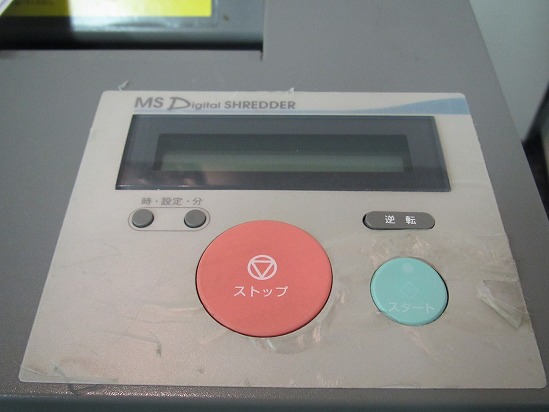 MS Digital SHREDDER
時・設定・分
逆転
ストップ
スタート